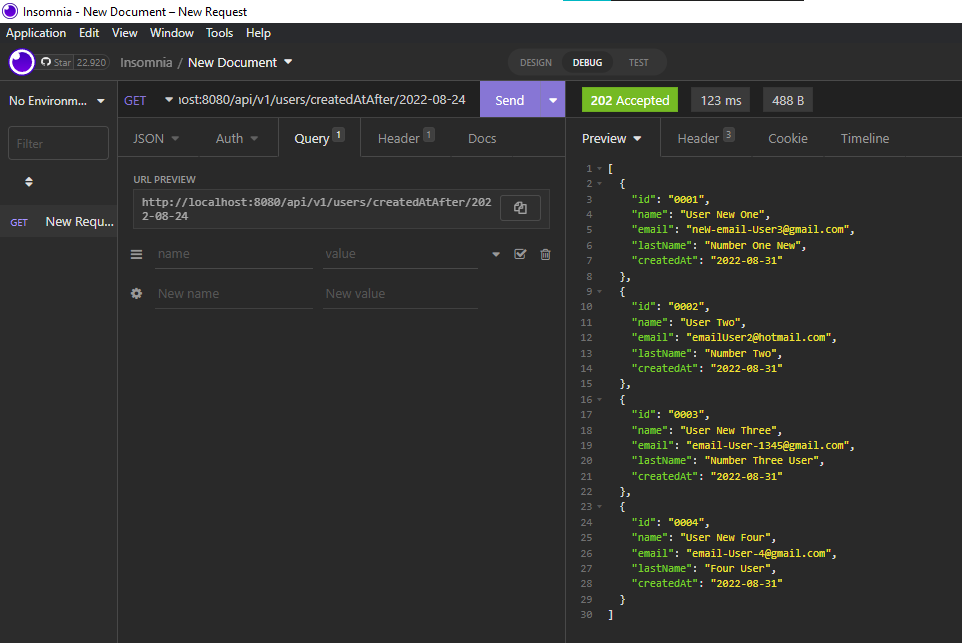 Insomnia - New Document – New Request
Application Edit View Window Tools Help
Star 22.920
Insomnia / New Document
DESIGN DEBUG TEST
No Environm...
GET
ost:8080/api/v1/users/createdAtAfter/2022-08-24
Send
202 Accepted
123 ms
488 B
Filter
GET New Requ...
JSON
Auth
Query 1
Header 1
Docs
URL PREVIEW
http://localhost:8080/api/v1/users/createdAtAfter/202
2-08-24
name value
New name New value
Preview
Header 3
Cookie
Timeline
1 [
2 {
3 "id": "0001",
4 "name": "User New One",
5 "email": "neW-email-User3@gmail.com",
6 "lastName": "Number One New",
7 "createdAt": "2022-08-31"
8 },
9 {
10 "id": "0002",
11 "name": "User Two",
12 "email": "emailUser2@hotmail.com",
13 "lastName": "Number Two",
14 "createdAt": "2022-08-31"
15 },
16 {
17 "id": "0003",
18 "name": "User New Three",
19 "email": "email-User-1345@gmail.com",
20 "lastName": "Number Three User",
21 "createdAt": "2022-08-31"
22 },
23 {
24 "id": "0004",
25 "name": "User New Four",
26 "email": "email-User-4@gmail.com",
27 "lastName": "Four User",
28 "createdAt": "2022-08-31"
29 }
30 ]